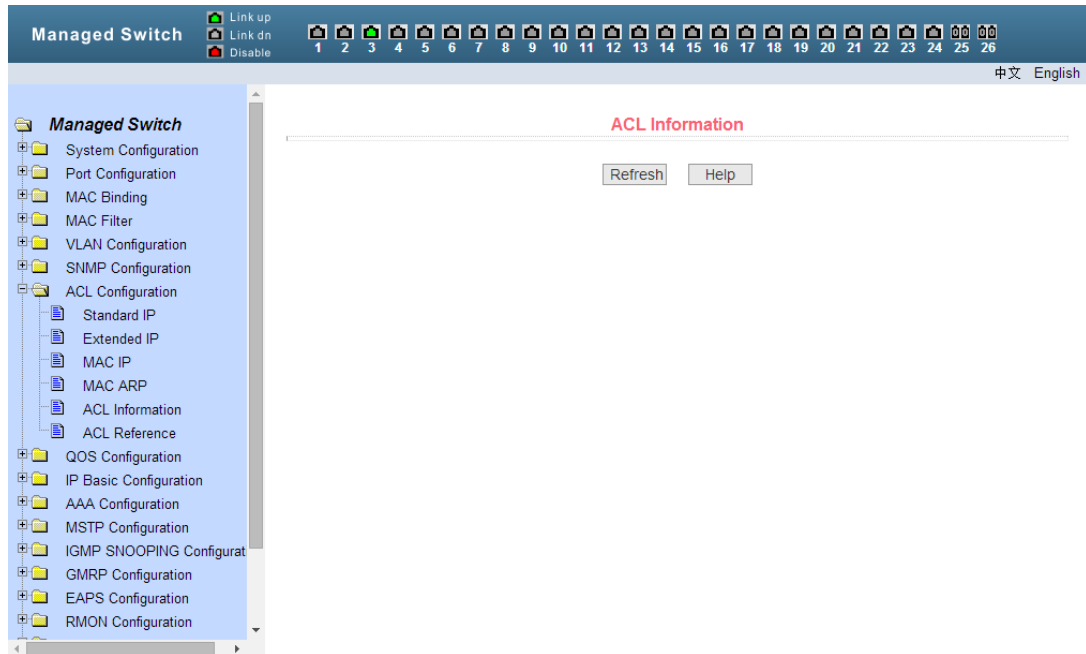 Managed Switch
Link up
Link dn
Disable
1 2 3 4 5 6 7 8 9 10 11 12 13 14 15 16 17 18 19 20 21 22 23 24 25 26
中文 English
Managed Switch
System Configuration
Port Configuration
MAC Binding
MAC Filter
VLAN Configuration
SNMP Configuration
ACL Configuration
Standard IP
Extended IP
MAC IP
MAC ARP
ACL Information
ACL Reference
QOS Configuration
IP Basic Configuration
AAA Configuration
MSTP Configuration
IGMP SNOOPING Configurat
GMRP Configuration
EAPS Configuration
RMON Configuration
ACL Information
Refresh Help